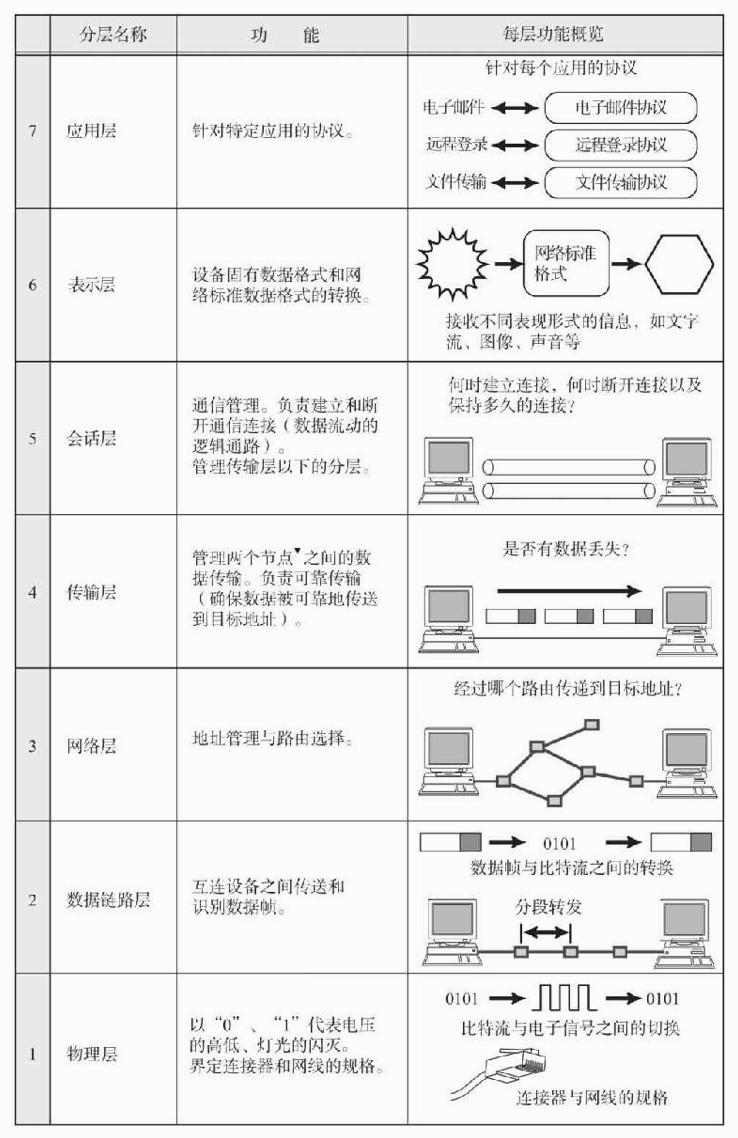 分层名称 功 能 每层功能概览
7 应用层 针对特定应用的协议。
针对每个应用的协议
电子邮件 电子邮件协议
远程登录 远程登录协议
文件传输 文件传输协议
6 表示层
设备固有数据格式和网
络标准数据格式的转换。
网络标准
格式
接收不同表现形式的信息，如文字
流、图像、声音等
5 会话层
通信管理。负责建立和断
开通信连接（数据流动的
逻辑通路）。
管理传输层以下的分层。
何时建立连接，何时断开连接以及
保持多久的连接？
4 传输层
管理两个节点▼之间的数
据传输。负责可靠传输
（确保数据被可靠地传送
到目标地址）。
是否有数据丢失？
3 网络层 地址管理与路由选择。
经过哪个路由传递到目标地址？
2 数据链路层
互连设备之间传送和
识别数据帧。
0101
数据帧与比特流之间的转换
分段转发
1 物理层
以“0”、“1”代表电压
的高低、灯光的闪灭。
界定连接器和网线的规格。
0101 0101
比特流与电子信号之间的切换
连接器与网线的规格